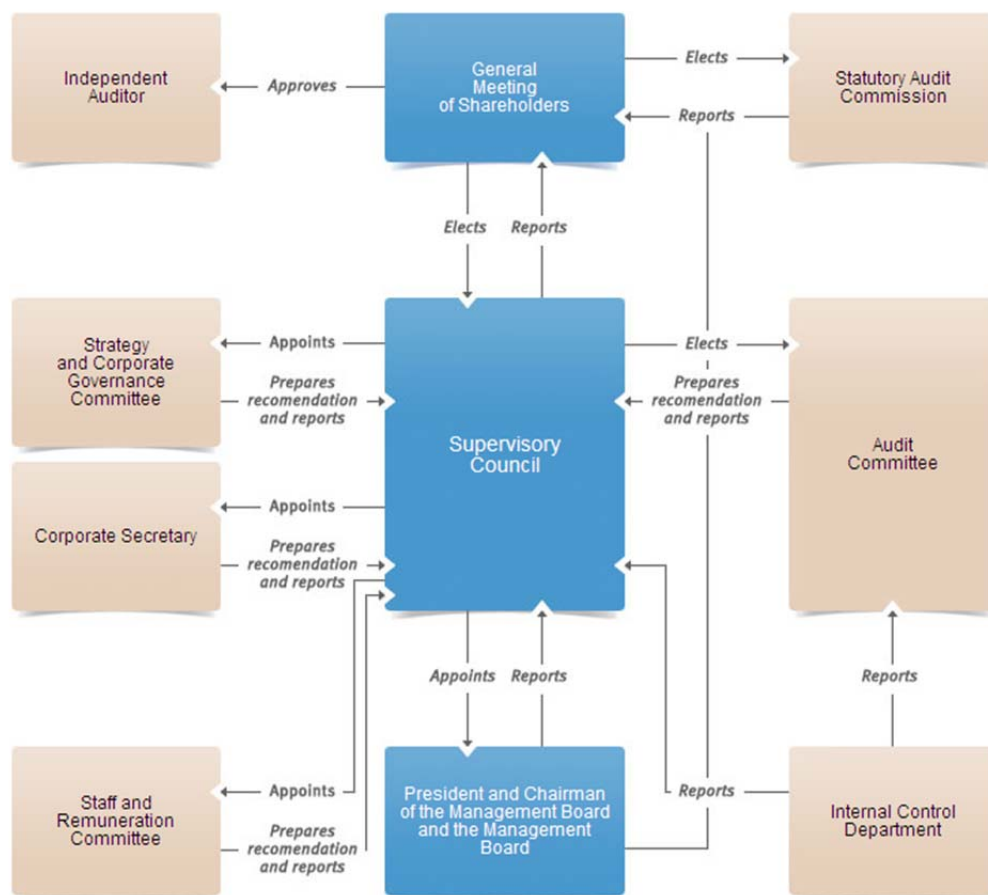 Independent
Auditor
Approves
General
Meeting
of Shareholders
Elects
Reports
Statutory Audit
Commission
Elects
Reports
Strategy
and Corporate
Governance
Committee
Appoints
Prepares
recomendation
and reports
Supervisory
Council
Elects
Prepares
recomendation
and reports
Audit
Committee
Corporate Secretary
Appoints
Prepares
recomendation
and reports
Appoints
Reports
Reports
Staff and
Remuneration
Committee
Appoints
Prepares
recomendation
and reports
President and Chairman
of the Management Board
and the Management
Board
Reports
Internal Control
Department